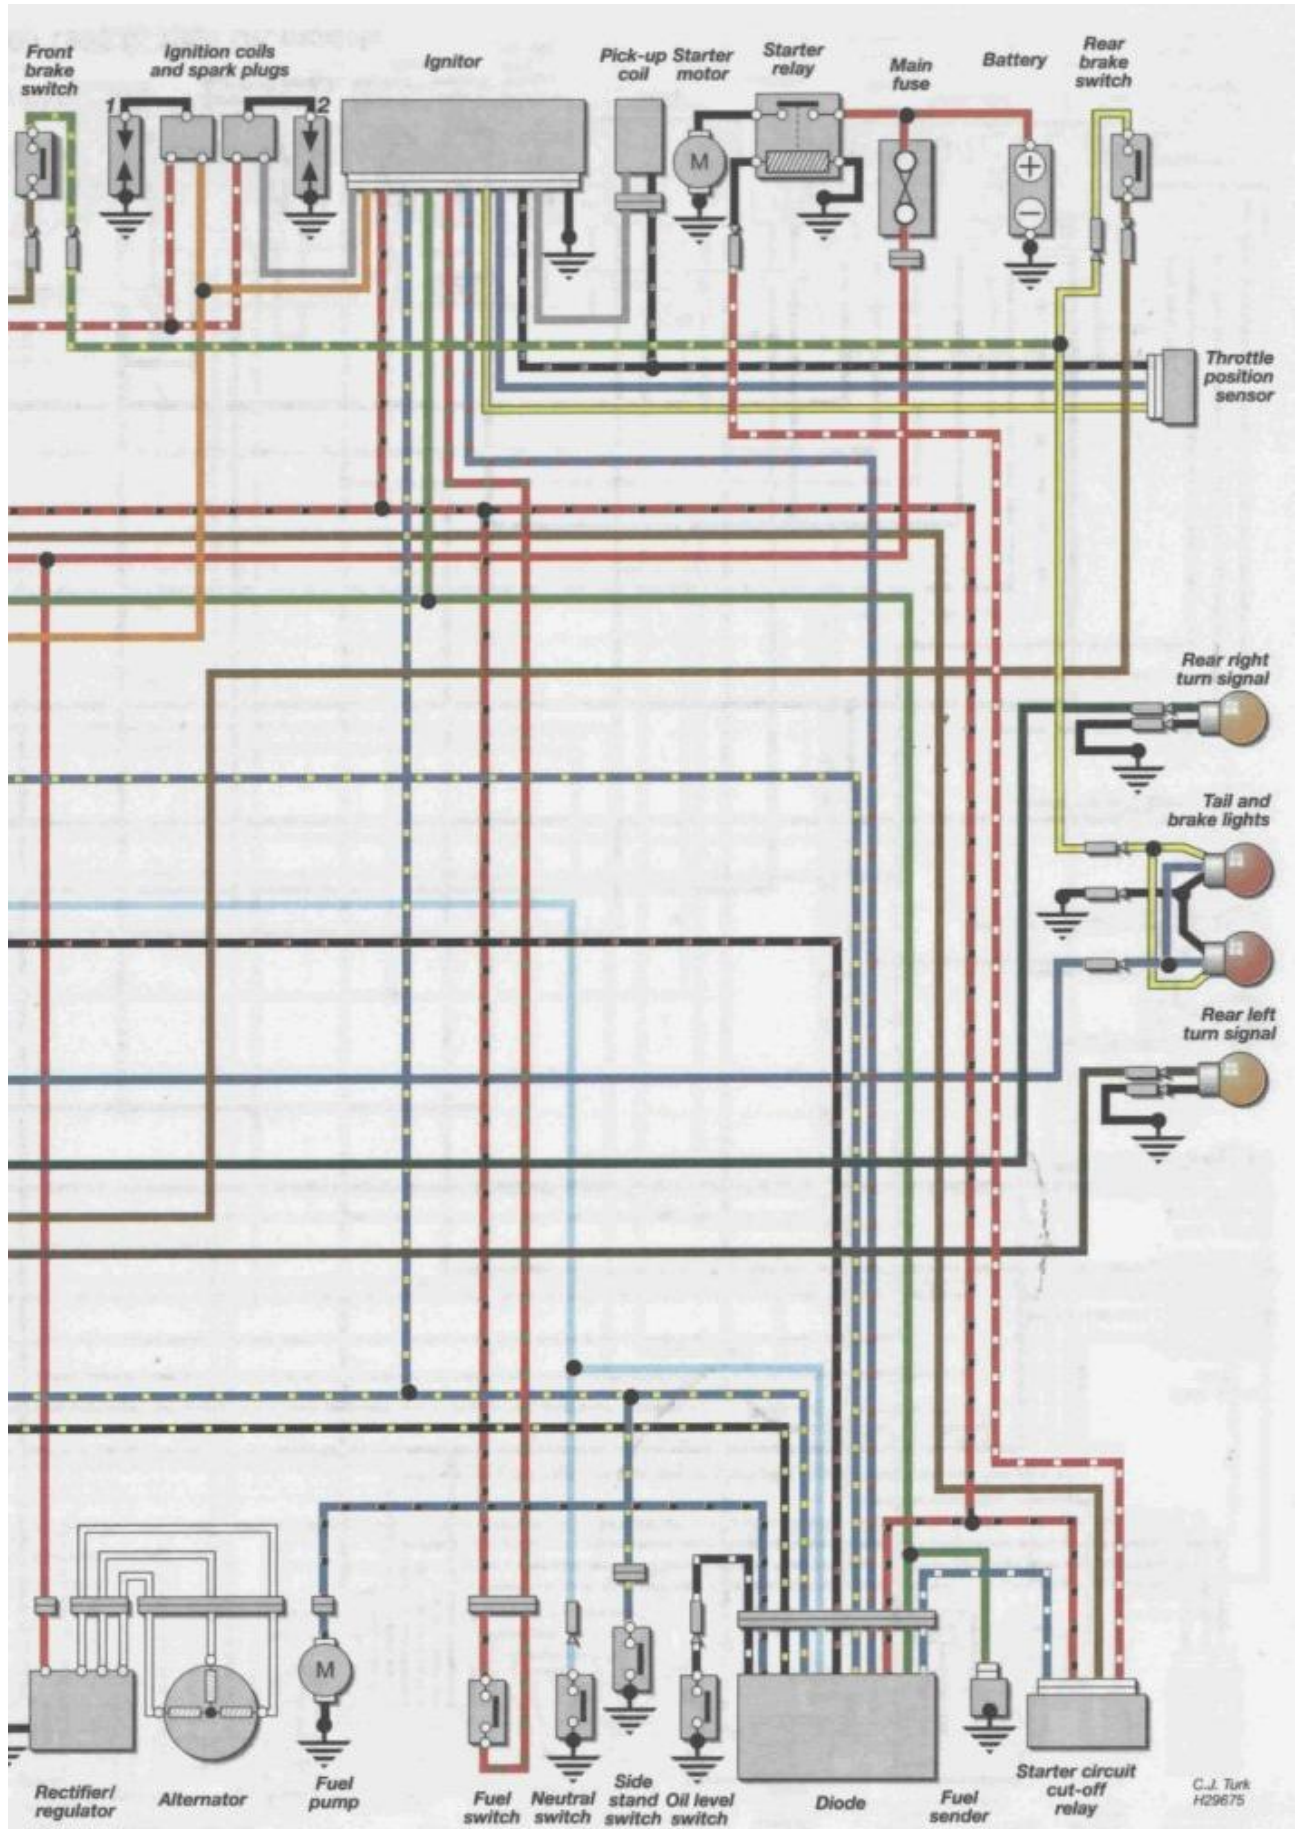 Front
brake
switch
Ignition coils
and spark plugs
Ignitor
Pick-up
coil
Starter
motor
Starter
relay
Main
fuse
Battery
Rear
brake
switch
1
2
M
Throttle
position
sensor
Rear right
turn signal
Tail and
brake lights
Rear left
turn signal
M
Rectifier/
regulator
Alternator
Fuel
pump
Fuel
switch
Neutral
switch
Side
stand
switch
Oil level
switch
Diode
Fuel
sender
Starter circuit
cut-off
relay
C.J. Turk
H29675